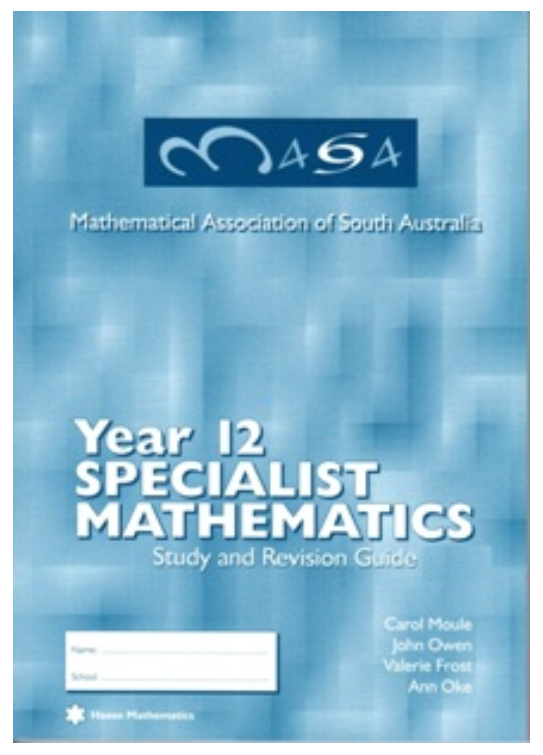 MASA
Mathematical Association of South Australia
Year 12
SPECIALIST
MATHEMATICS
Study and Revision Guide
Carol Moule
John Owen
Valerie Frost
Ann Oke
Name:
School:
Haese Mathematics